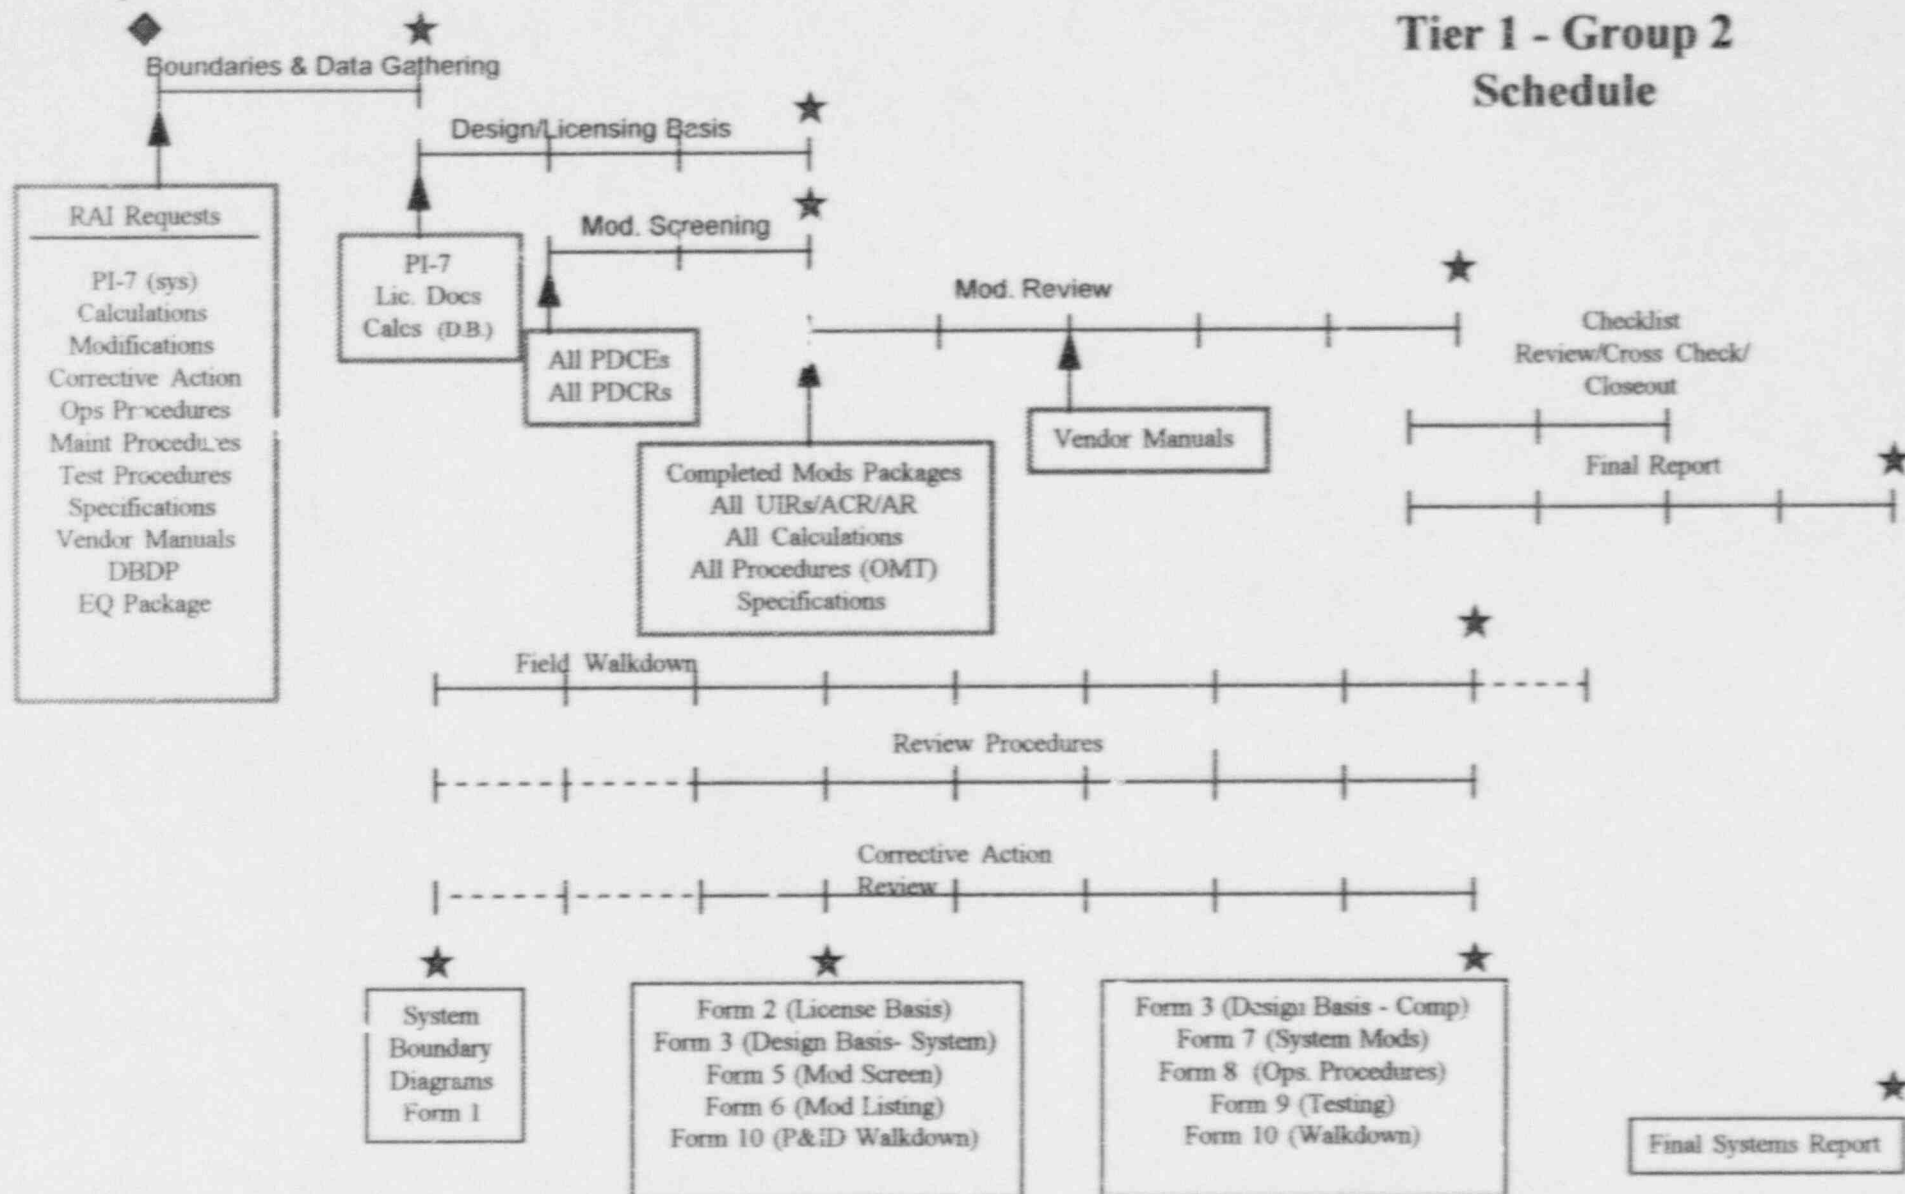 Tier 1 - Group 2
Schedule
Boundaries & Data Gathering
Design/Licensing Basis
Mod. Screening
Mod. Review
Checklist
Review/Cross Check/
Closeout
Final Report
RAI Requests
PI-7 (sys)
Calculations
Modifications
Corrective Action
Ops Procedures
Maint Procedures
Test Procedures
Specifications
Vendor Manuals
DBDP
EQ Package
PI-7
Lic. Docs
Calcs (D.B.)
All PDCEs
All PDCRs
Completed Mods Packages
All UIRs/ACR/AR
All Calculations
All Procedures (OMT)
Specifications
Vendor Manuals
Field Walkdown
Review Procedures
Corrective Action
Review
System
Boundary
Diagrams
Form 1
Form 2 (License Basis)
Form 3 (Design Basis- System)
Form 5 (Mod Screen)
Form 6 (Mod Listing)
Form 10 (P&ID Walkdown)
Form 3 (Design Basis - Comp)
Form 7 (System Mods)
Form 8 (Ops. Procedures)
Form 9 (Testing)
Form 10 (Walkdown)
Final Systems Report